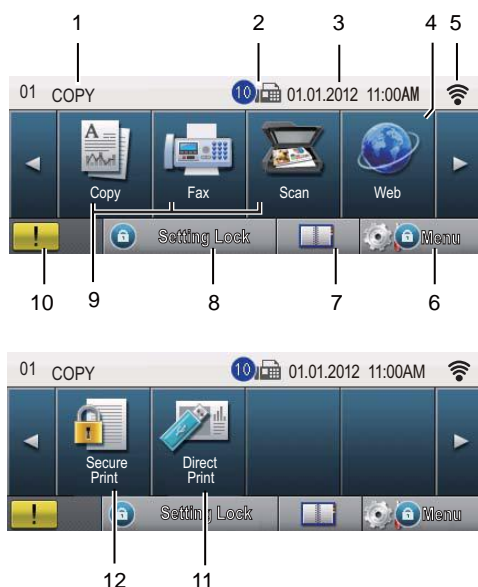 1 2 3 4 5
01 COPY 10 01.01.2012 11:00AM
A
Copy Fax Scan Web
! Setting Lock Menu
10 9 8 7 6
01 COPY 10 01.01.2012 11:00AM
Secure Print Direct Print
! Setting Lock Menu
12 11